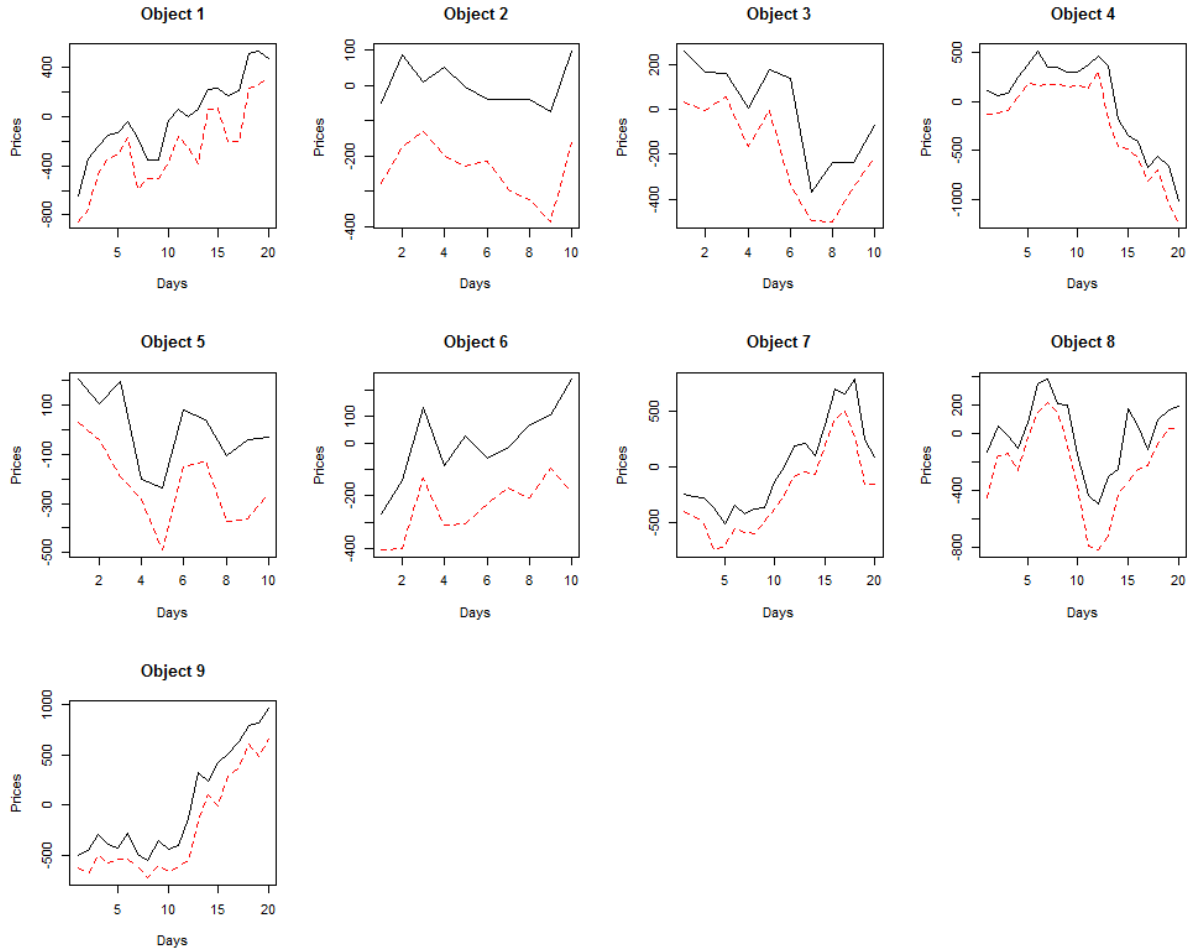 Object 1
Object 2
Object 3
Object 4
Prices
400
0
-400
-800
5
10
15
20
Days
Prices
100
0
-200
-400
2
4
6
8
10
Days
Prices
200
0
-200
-400
2
4
6
8
10
Days
Prices
500
0
-500
-1000
5
10
15
20
Days
Object 5
Object 6
Object 7
Object 8
Prices
100
-100
-300
-500
2
4
6
8
10
Days
Prices
100
0
-200
-400
2
4
6
8
10
Days
Prices
500
0
-500
5
10
15
20
Days
Prices
200
0
-400
-800
5
10
15
20
Days
Object 9
Prices
1000
500
0
-500
5
10
15
20
Days